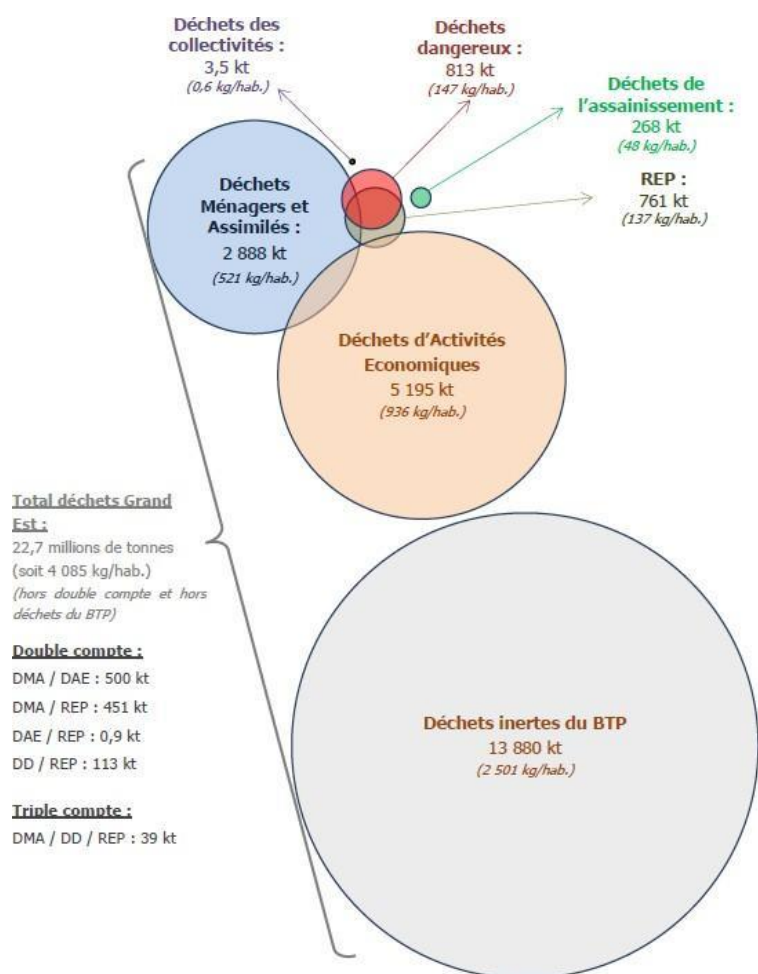 Déchets des
collectivités :
3,5 kt
(0,6 kg/hab.)
Déchets
dangereux :
813 kt
(147 kg/hab.)
Déchets de
l’assainissement :
268 kt
(48 kg/hab.)
REP :
761 kt
(137 kg/hab.)
Déchets
Ménagers et
Assimilés :
2 888 kt
(521 kg/hab.)
Déchets d’Activités
Economiques
5 195 kt
(936 kg/hab.)
Total déchets Grand
Est :
22,7 millions de tonnes
(soit 4 085 kg/hab.)
(hors double compte et hors
déchets du BTP)
Double compte :
DMA / DAE : 500 kt
DMA / REP : 451 kt
DAE / REP : 0,9 kt
DD / REP : 113 kt
Triple compte :
DMA / DD / REP : 39 kt
Déchets inertes du BTP
13 880 kt
(2 501 kg/hab.)